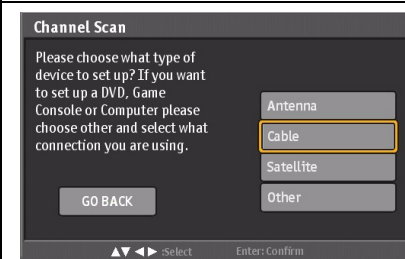 Channel Scan
Please choose what type of
device to set up? If you want
to set up a DVD, Game
Console or Computer please
choose other and select what
connection you are using.
Antenna
Cable
Satellite
Other
GO BACK
▲▼ ◀▶ :Select Enter: Confirm